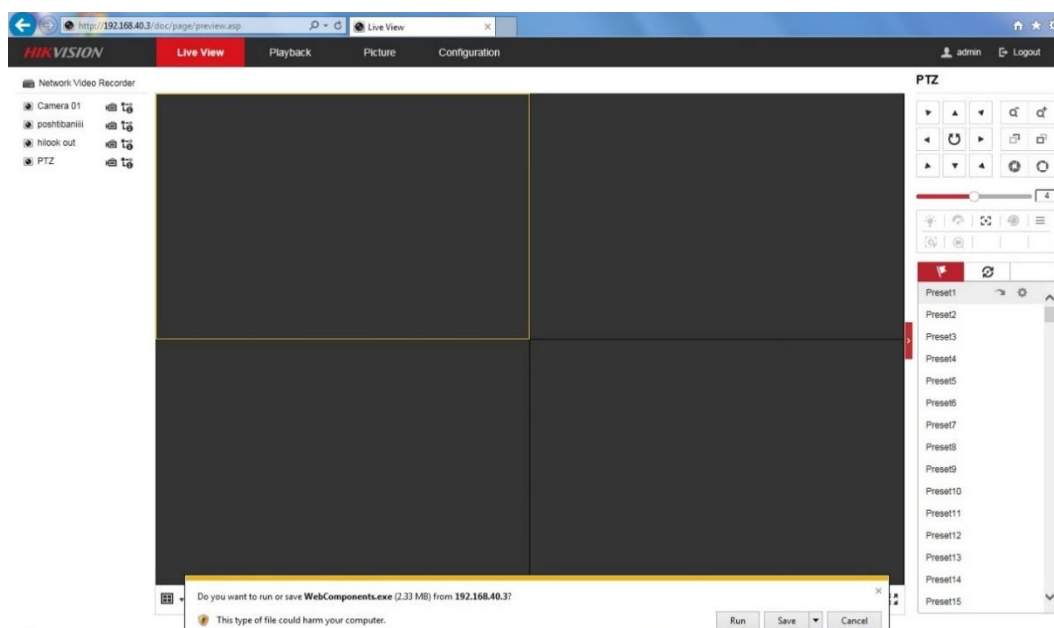 http://192.168.40.3/doc/page/preview.asp
Live View
HIKVISION
Live View
Playback
Picture
Configuration
admin
Logout
Network Video Recorder
Camera 01
poshtibaniiii
hilook out
PTZ
PTZ
4
Preset1
Preset2
Preset3
Preset4
Preset5
Preset6
Preset7
Preset8
Preset9
Preset10
Preset11
Preset12
Preset13
Preset14
Preset15
Do you want to run or save WebComponents.exe (2.33 MB) from 192.168.40.3?
This type of file could harm your computer.
Run
Save
Cancel